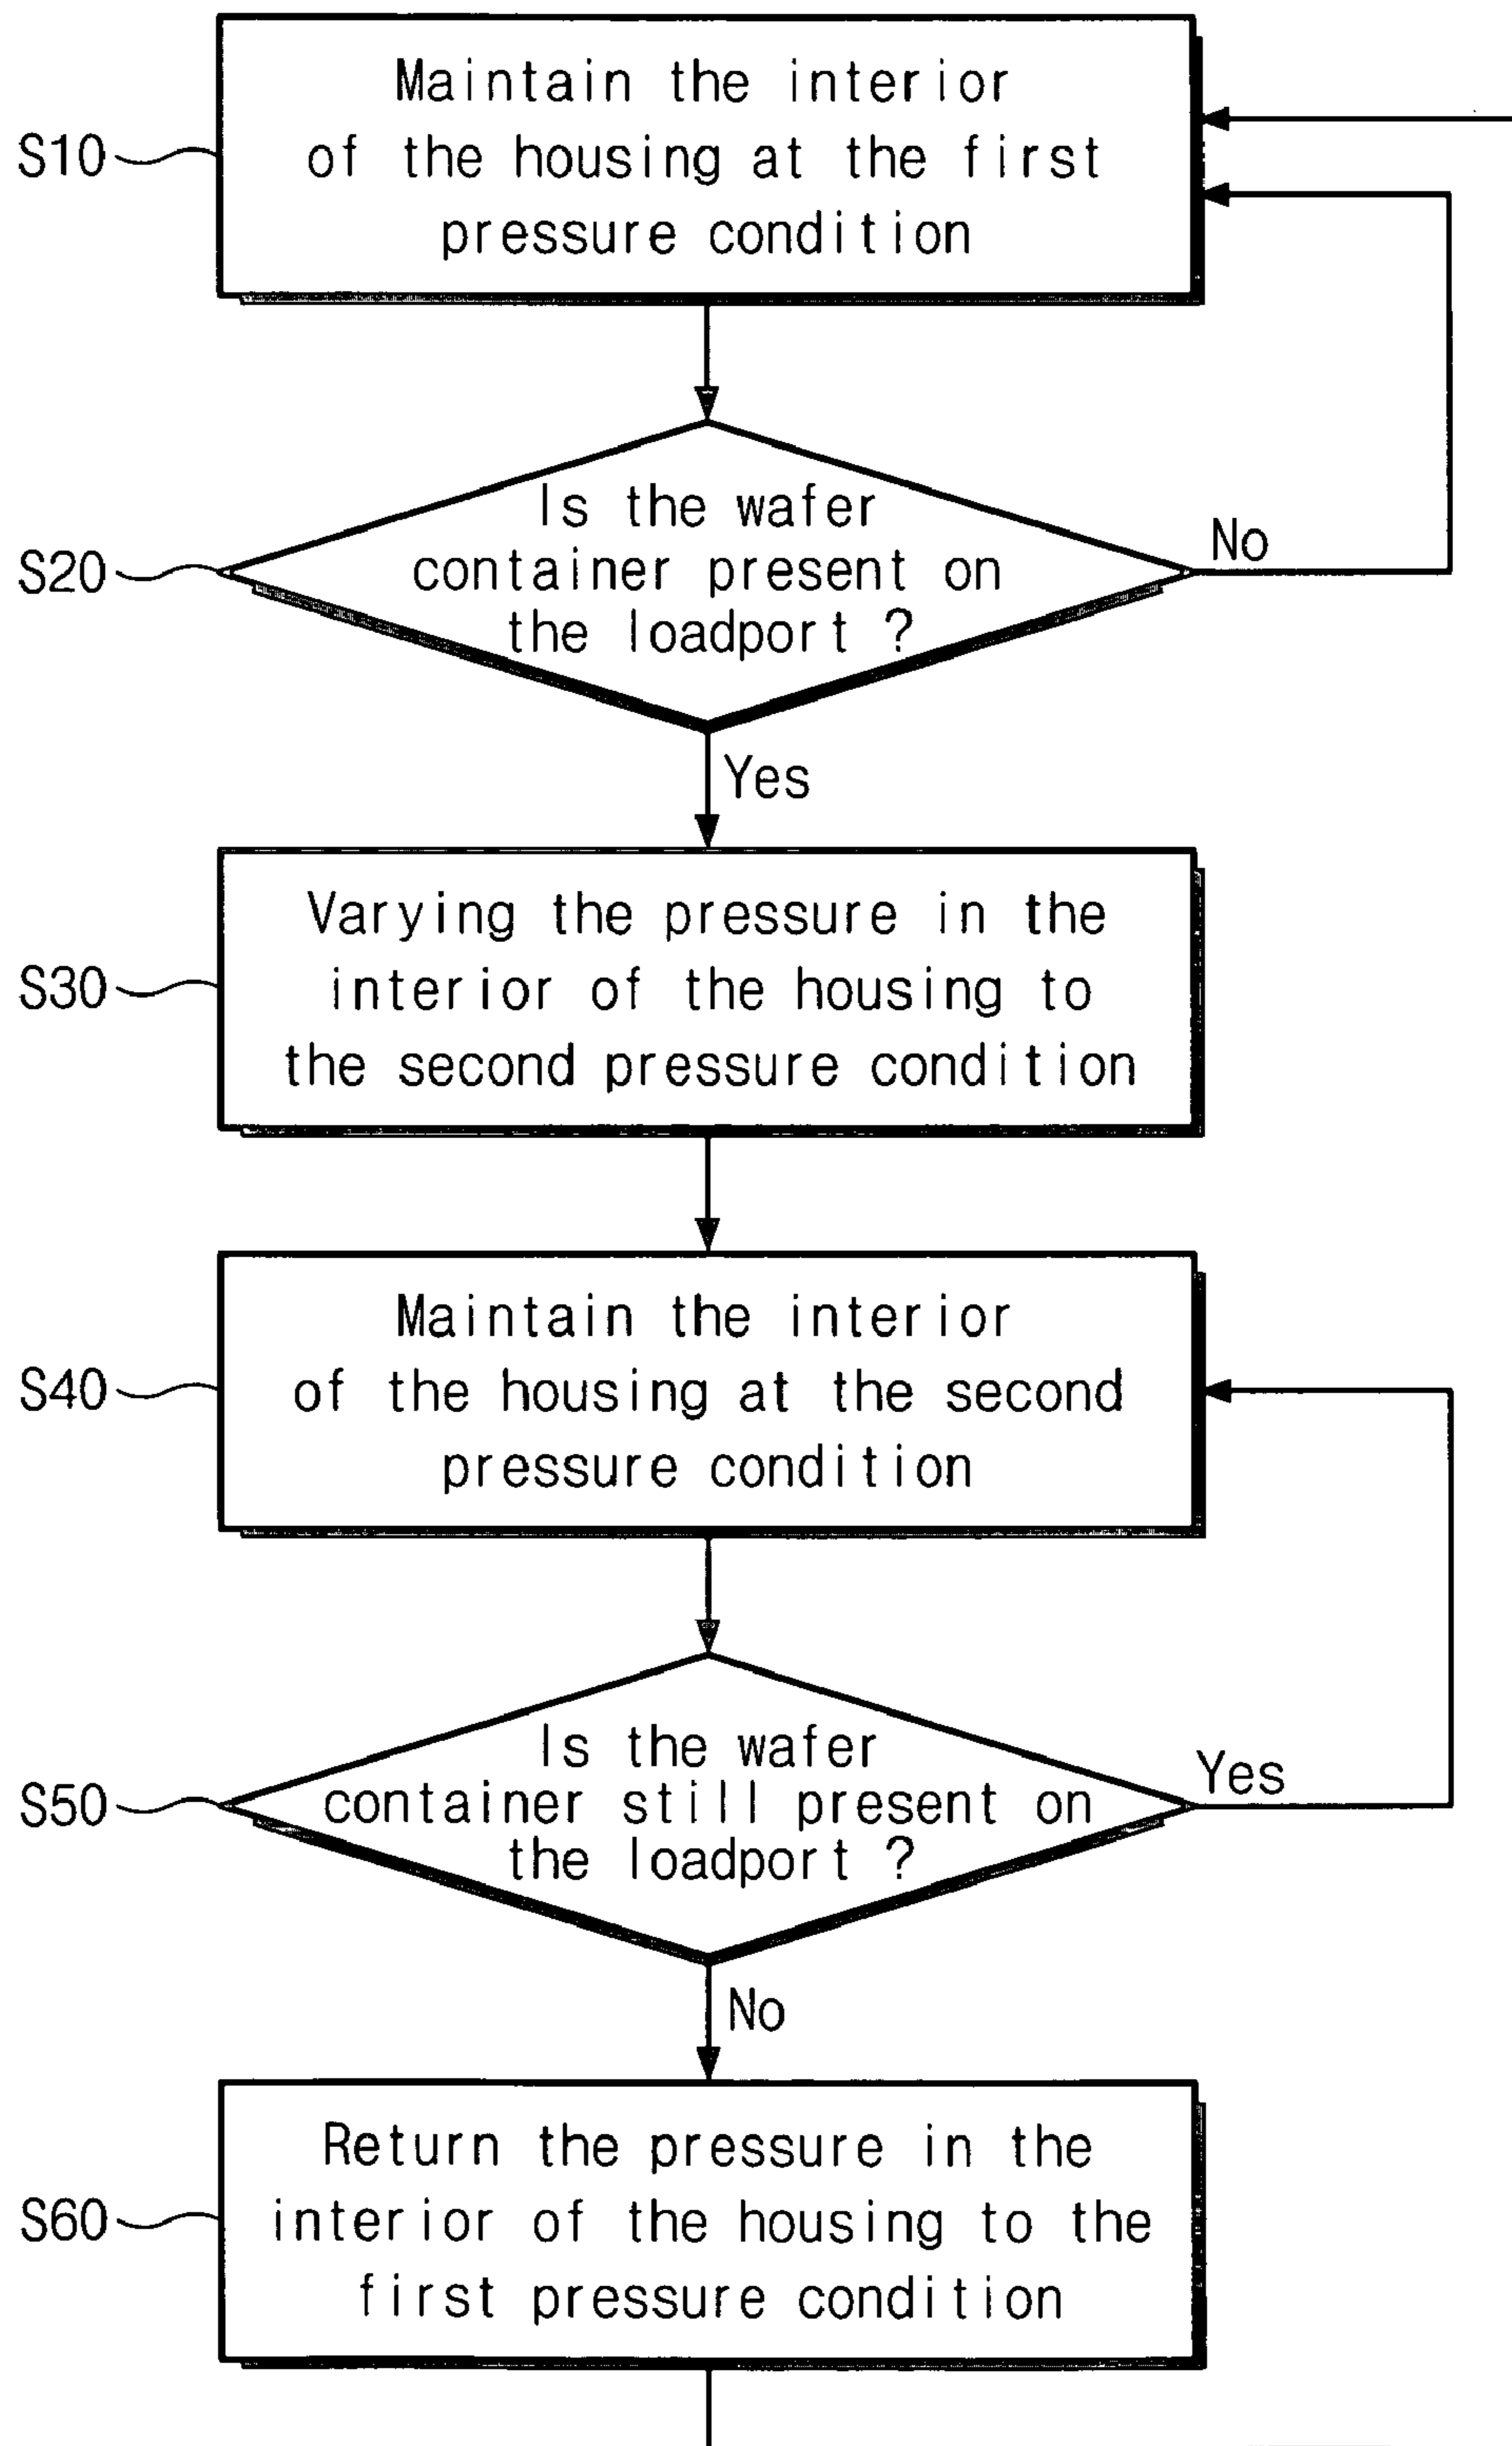 Maintain the interior
S10
of the housing at the first
pressure condition
Is the wafer
No
S20
container present on
the loadport ?
Yes
Varying the pressure in the
S30
interior of the housing to
the second pressure condition
Maintain the interior
S40
of the housing at the second
pressure condition
Is the wafer
Yes
S50
container still present on
the loadport ?
No
Return the pressure in the
S60
interior of the housing to the
first pressure condition